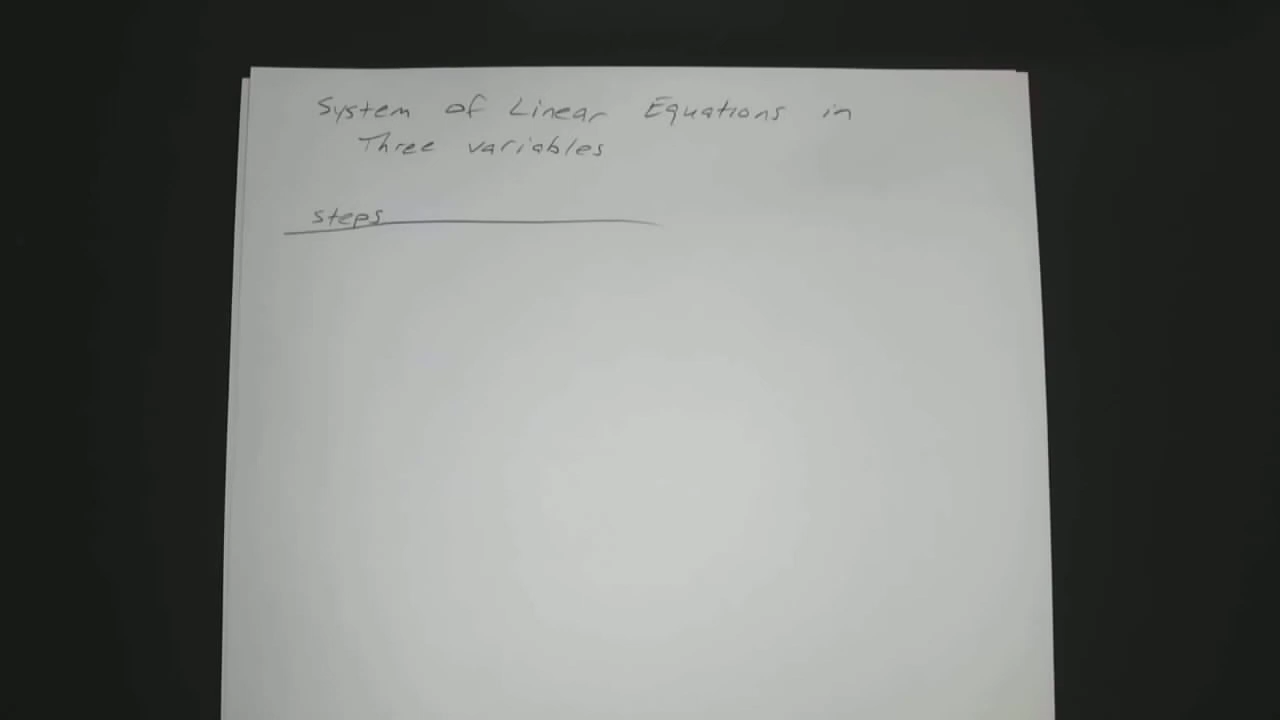 System of Linear Equations in
Three variables
steps